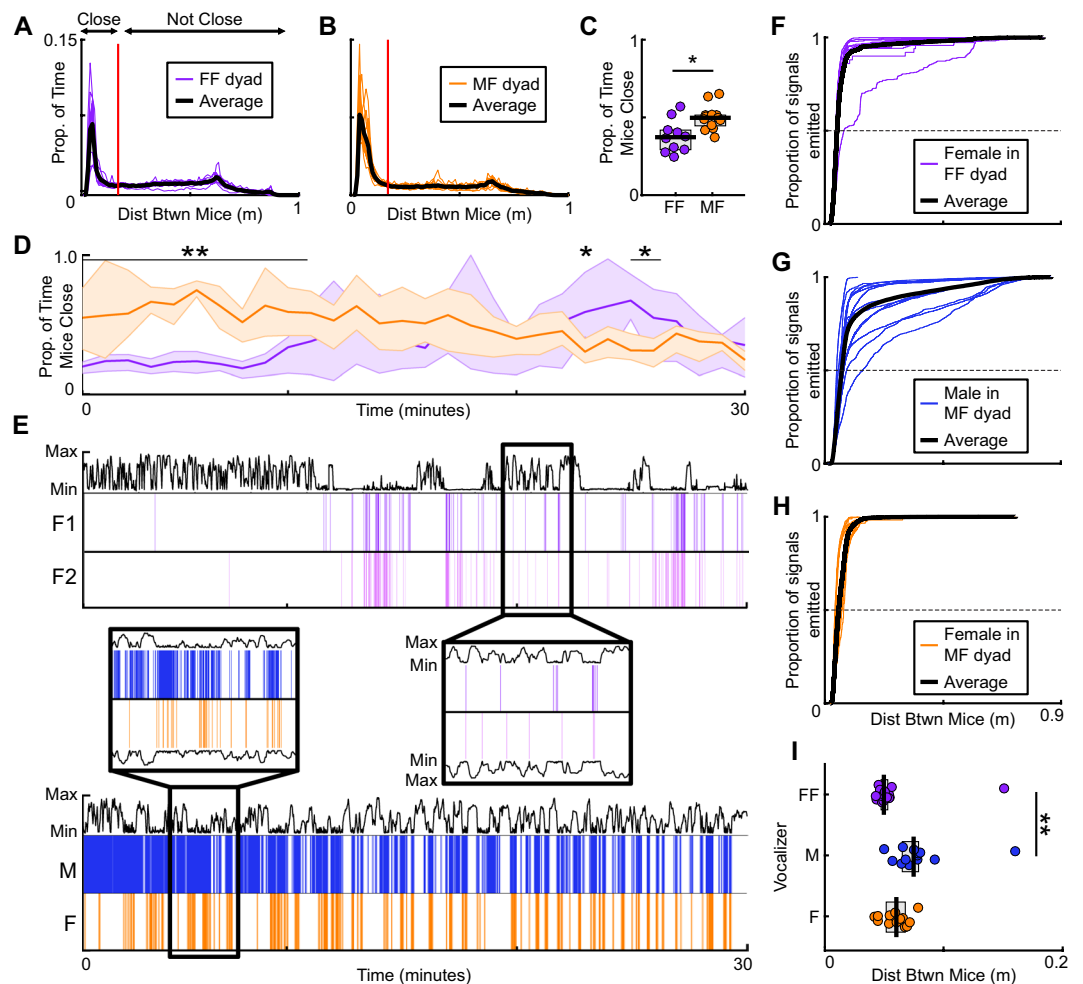 A
Close
Not Close
0.15
Prop. of Time
0
FF dyad
Average
Dist Btwn Mice (m)
1
B
MF dyad
Average
0
Dist Btwn Mice (m)
1
C
*
1
Prop. of Time
Mice Close
0
FF
MF
D
**
*
*
1.0
Prop. of Time
Mice Close
0
0
Time (minutes)
30
E
Max
Min
F1
F2
Max
Min
Min
Max
Max
Min
M
F
0
Time (minutes)
30
F
1
Proportion of signals
emitted
0
Female in
FF dyad
Average
G
1
Proportion of signals
emitted
0
Male in
MF dyad
Average
H
1
Proportion of signals
emitted
0
Female in
MF dyad
Average
Dist Btwn Mice (m)
0.9
I
Vocalizer
FF
M
F
**
0
Dist Btwn Mice (m)
0.2